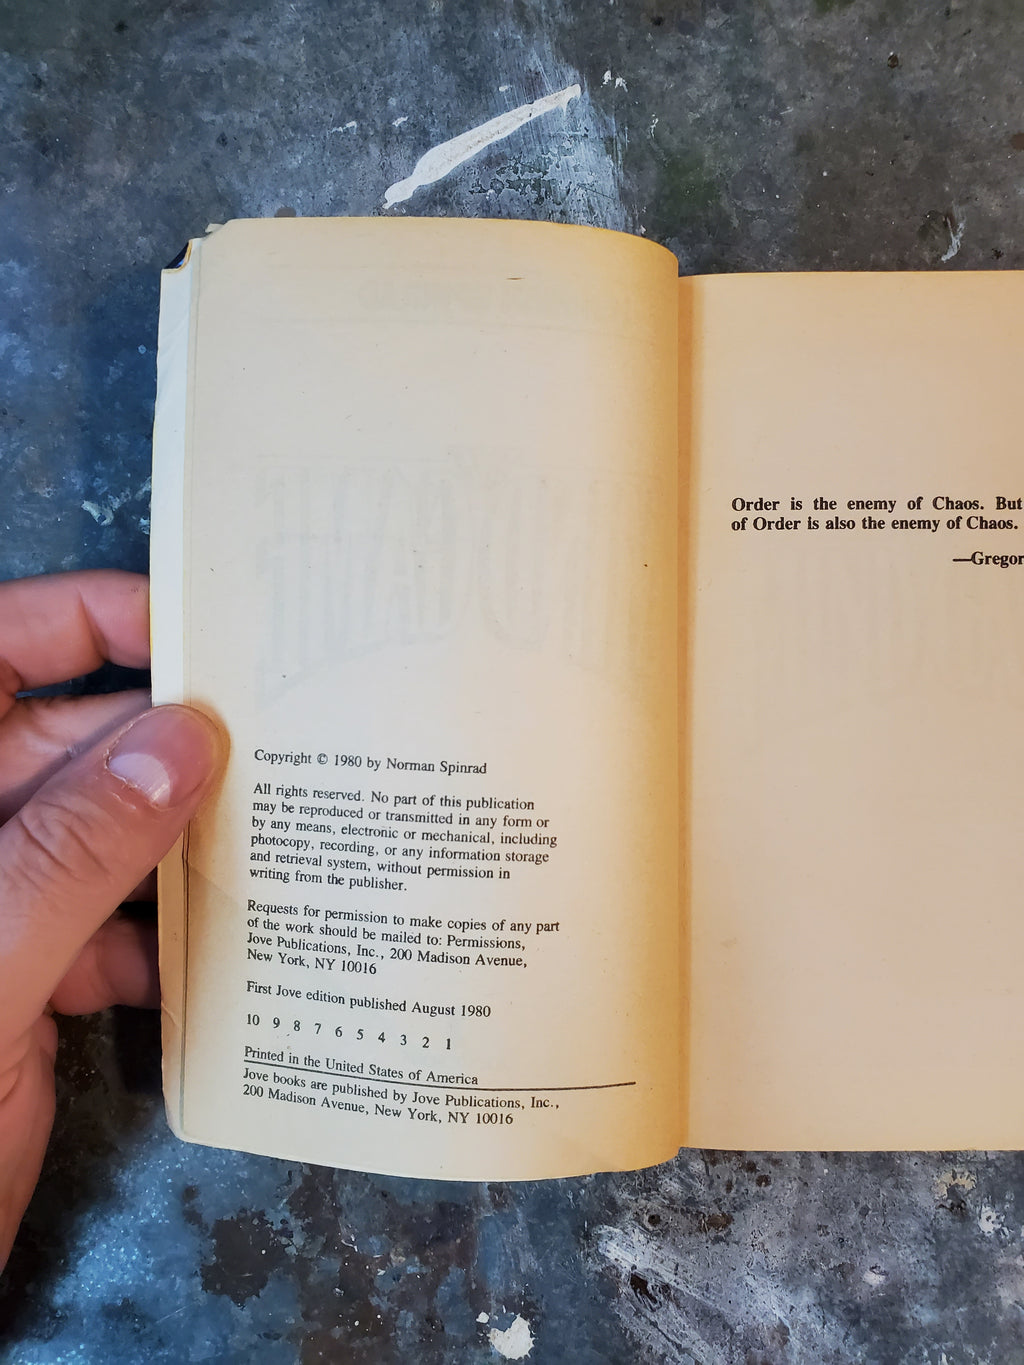 Copyright © 1980 by Norman Spinrad
All rights reserved. No part of this publication
may be reproduced or transmitted in any form or
by any means, electronic or mechanical, including
photocopy, recording, or any information storage
and retrieval system, without permission in
writing from the publisher.
Requests for permission to make copies of any part
of the work should be mailed to: Permissions,
Jove Publications, Inc., 200 Madison Avenue,
New York, NY 10016
First Jove edition published August 1980
10 9 8 7 6 5 4 3 2 1
Printed in the United States of America
Jove books are published by Jove Publications, Inc.,
200 Madison Avenue, New York, NY 10016
Order is the enemy of Chaos. But
of Order is also the enemy of Chaos.
—Gregor